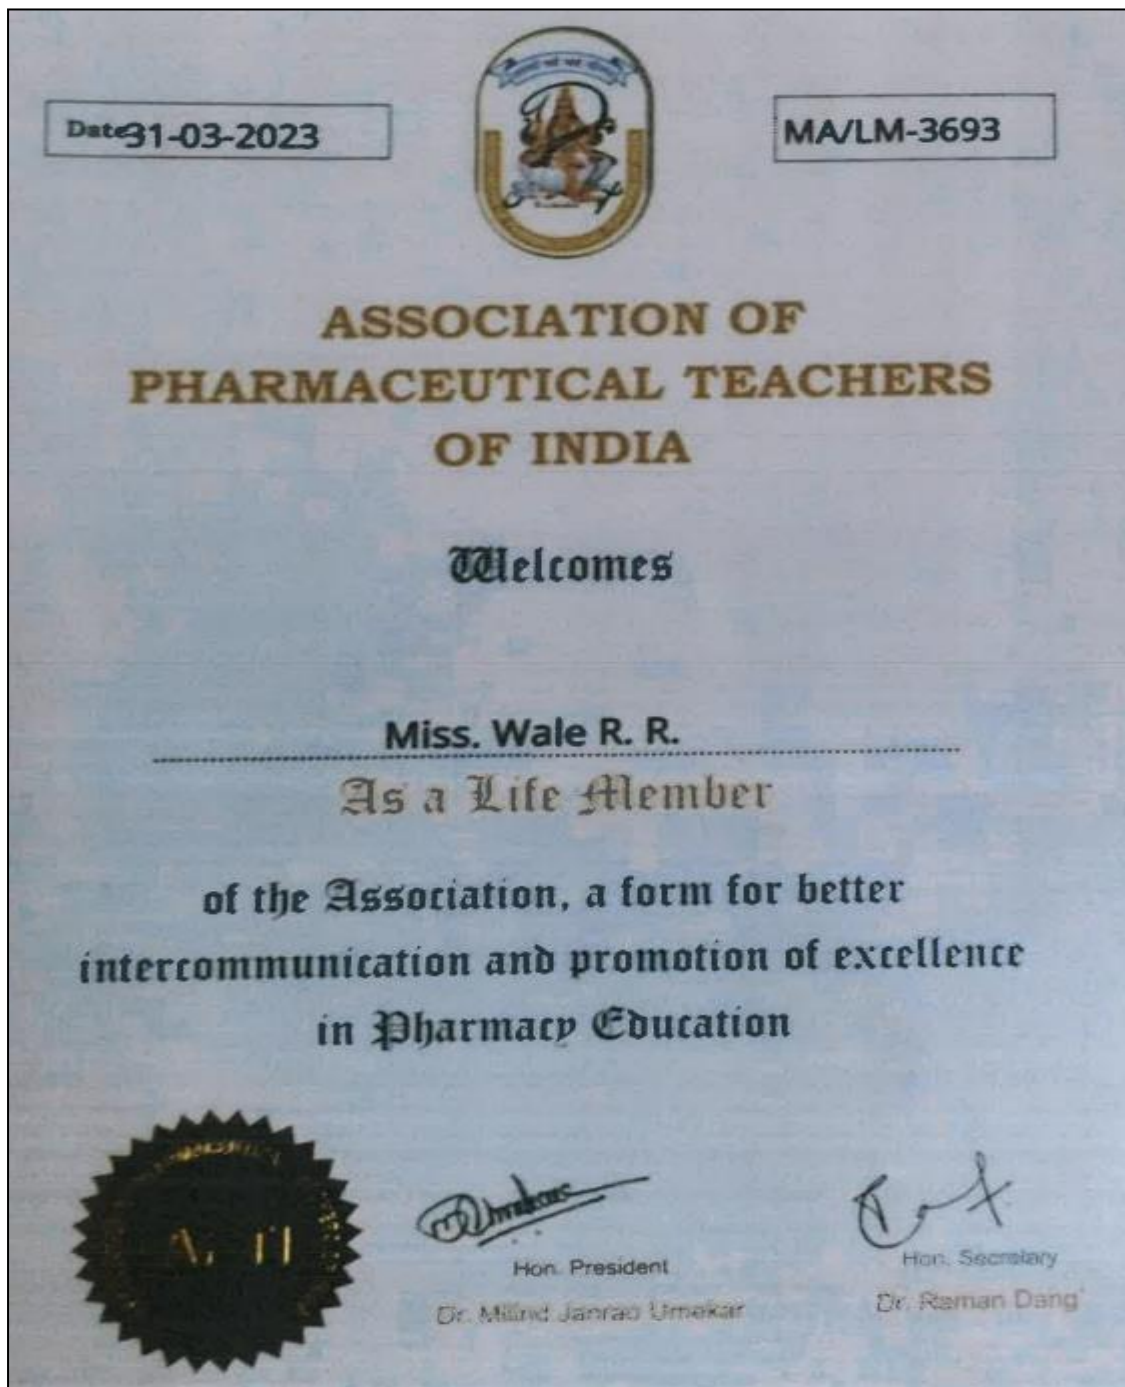 Date31-03-2023
MA/LM-3693
ASSOCIATION OF
PHARMACEUTICAL TEACHERS
OF INDIA
Welcomes
Miss. Wale R. R.
As a Life Member
of the Association, a form for better
intercommunication and promotion of excellence
in Pharmacy Education
Hon. President
Hon. Secretary
Dr. Milind Janrao Umekar
Dr. Raman Dang